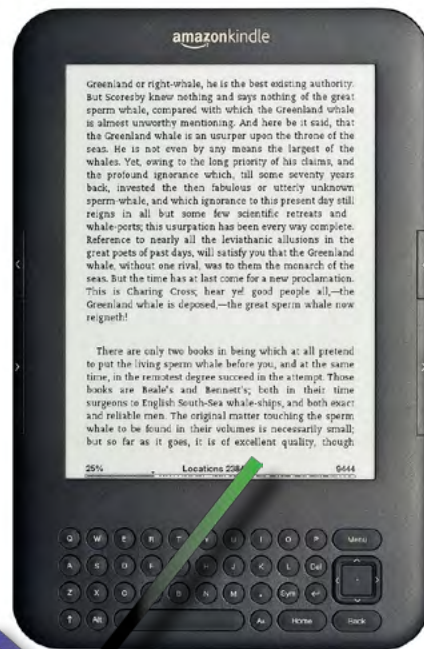 amazonkindle
Greenland or right-whale, he is the best existing authority.
But Scoresby knew nothing and says nothing of the great
sperm whale, compared with which the Greenland whale
is almost unworthy mentioning. And here be it said, that
the Greenland whale is an usurper upon the throne of the
seas. He is not even by any means the largest of the
whales. Yet, owing to the long priority of his claims, and
the profound ignorance which, till some seventy years
back, invested the then fabulous or utterly unknown
sperm-whale, and which ignorance to this present day still
reigns in all but some few scientific retreats and
whale-ports; this usurpation has been every way complete.
Reference to nearly all the leviathanic allusions in the
great poets of past days, will satisfy you that the Greenland
whale, without one rival, was to them the monarch of the
seas. But the time has at last come for a new proclamation.
This is Charing Cross; hear ye! good people all,—the
Greenland whale is deposed,—the great sperm whale now
reigneth!
There are only two books in being which at all pretend
to put the living sperm whale before you, and at the same
time, in the remotest degree succeed in the attempt. Those
books are Beale's and Bennett's; both in their time
surgeons to English South-Sea whale-ships, and both exact
and reliable men. The original matter touching the sperm
whale to be found in their volumes is necessarily small;
but so far as it goes, it is of excellent quality, though
25% Locations 9444
Q W E R T U I O P Menu
A S D F H J K L Del
Z X B N M . Sym
Alt Aa Home Back